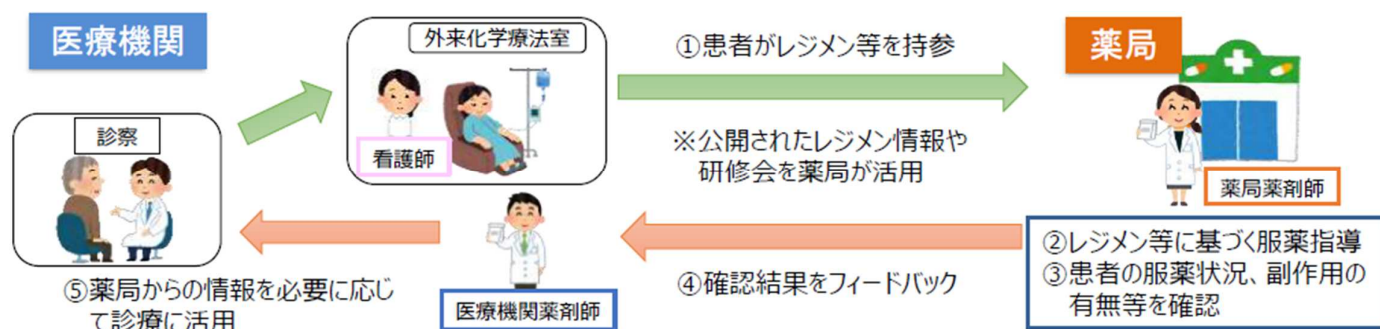 医療機関
外来化学療法室
看護師
診察
①患者がレジメン等を持参
※公開されたレジメン情報や
研修会を薬局が活用
薬局
薬局薬剤師
②レジメン等に基づく服薬指導
③患者の服薬状況、副作用の
有無等を確認
④確認結果をフィードバック
医療機関薬剤師
⑤薬局からの情報を必要に応じ
て診療に活用